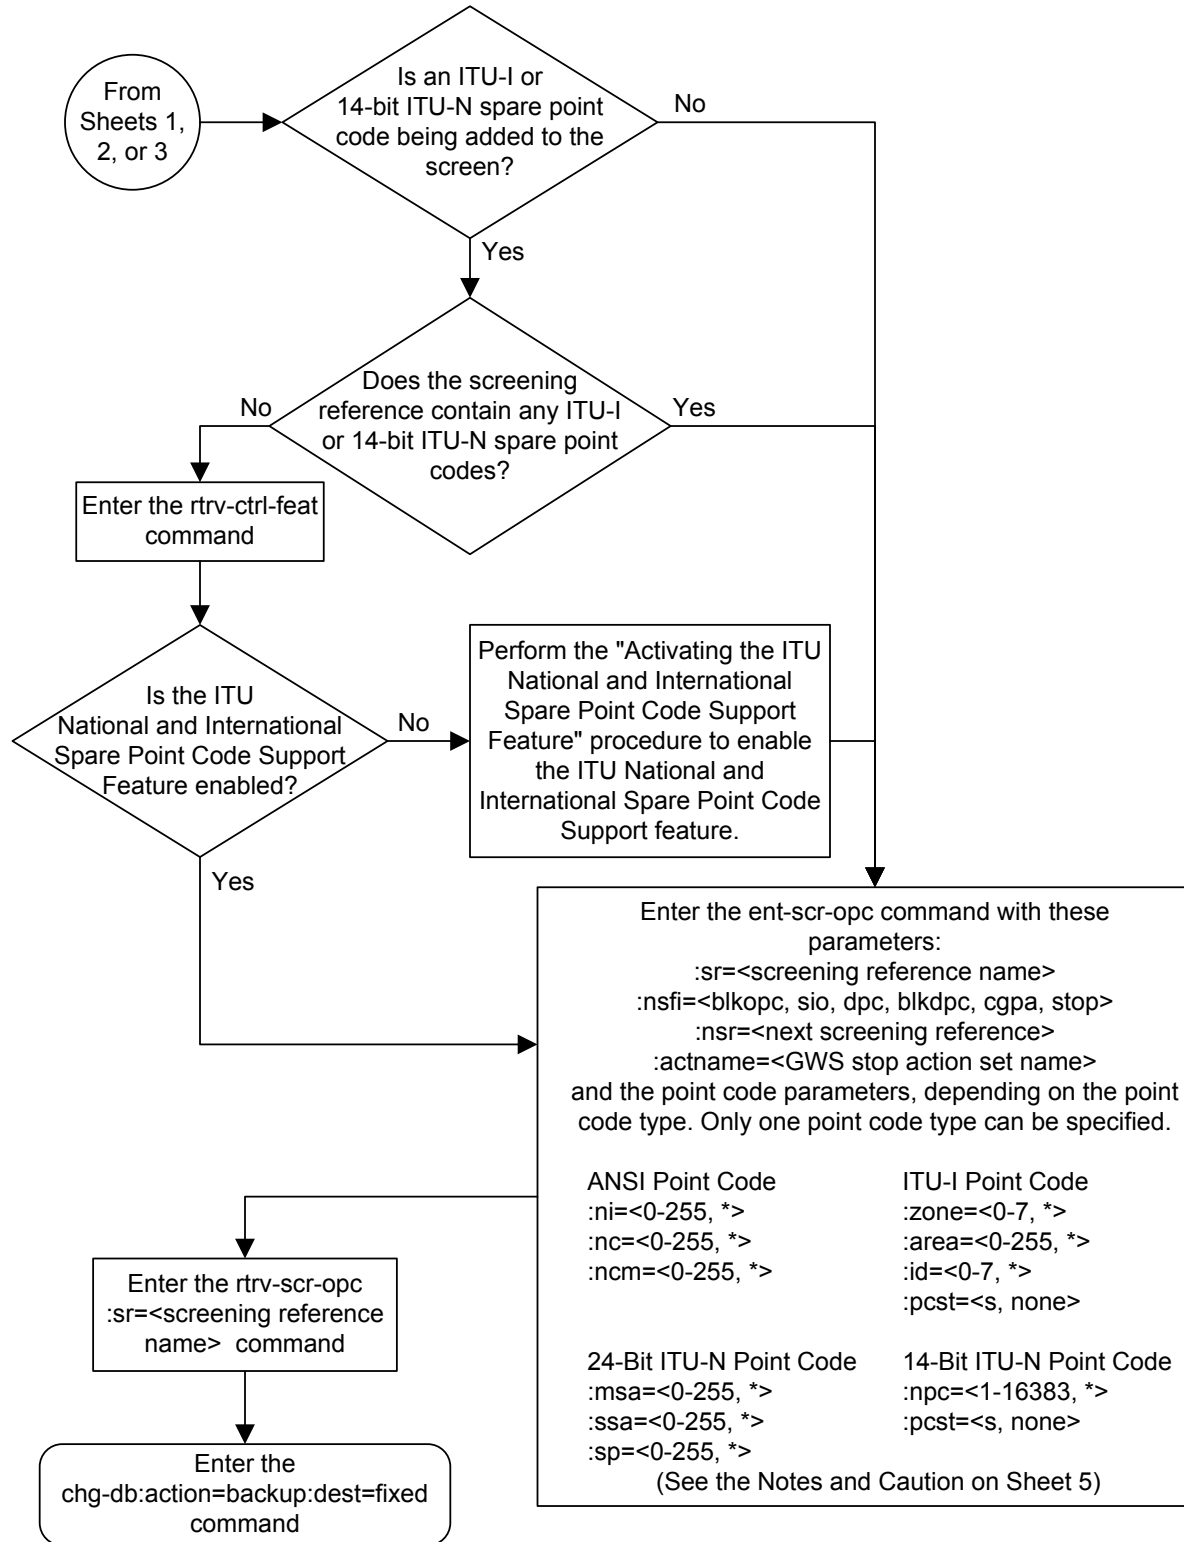 From
Sheets 1,
2, or 3
Is an ITU-I or
14-bit ITU-N spare point
code being added to the
screen?
No
Yes
Does the screening
reference contain any ITU-I
or 14-bit ITU-N spare point
codes?
No
Yes
Enter the rtrv-ctrl-feat
command
Is the ITU
National and International
Spare Point Code Support
Feature enabled?
No
Yes
Perform the "Activating the ITU
National and International
Spare Point Code Support
Feature" procedure to enable
the ITU National and
International Spare Point Code
Support feature.
Enter the ent-scr-opc command with these
parameters:
:sr=<screening reference name>
:nsfi=<blkopc, sio, dpc, blkdpc, cgpa, stop>
:nsr=<next screening reference>
:actname=<GWS stop action set name>
and the point code parameters, depending on the point
code type. Only one point code type can be specified.
ANSI Point Code
:ni=<0-255, *>
:nc=<0-255, *>
:ncm=<0-255, *>
ITU-I Point Code
:zone=<0-7, *>
:area=<0-255, *>
:id=<0-7, *>
:pcst=<s, none>
24-Bit ITU-N Point Code
:msa=<0-255, *>
:ssa=<0-255, *>
:sp=<0-255, *>
14-Bit ITU-N Point Code
:npc=<1-16383, *>
:pcst=<s, none>
(See the Notes and Caution on Sheet 5)
Enter the rtrv-scr-opc
:sr=<screening reference
name> command
Enter the
chg-db:action=backup:dest=fixed
command